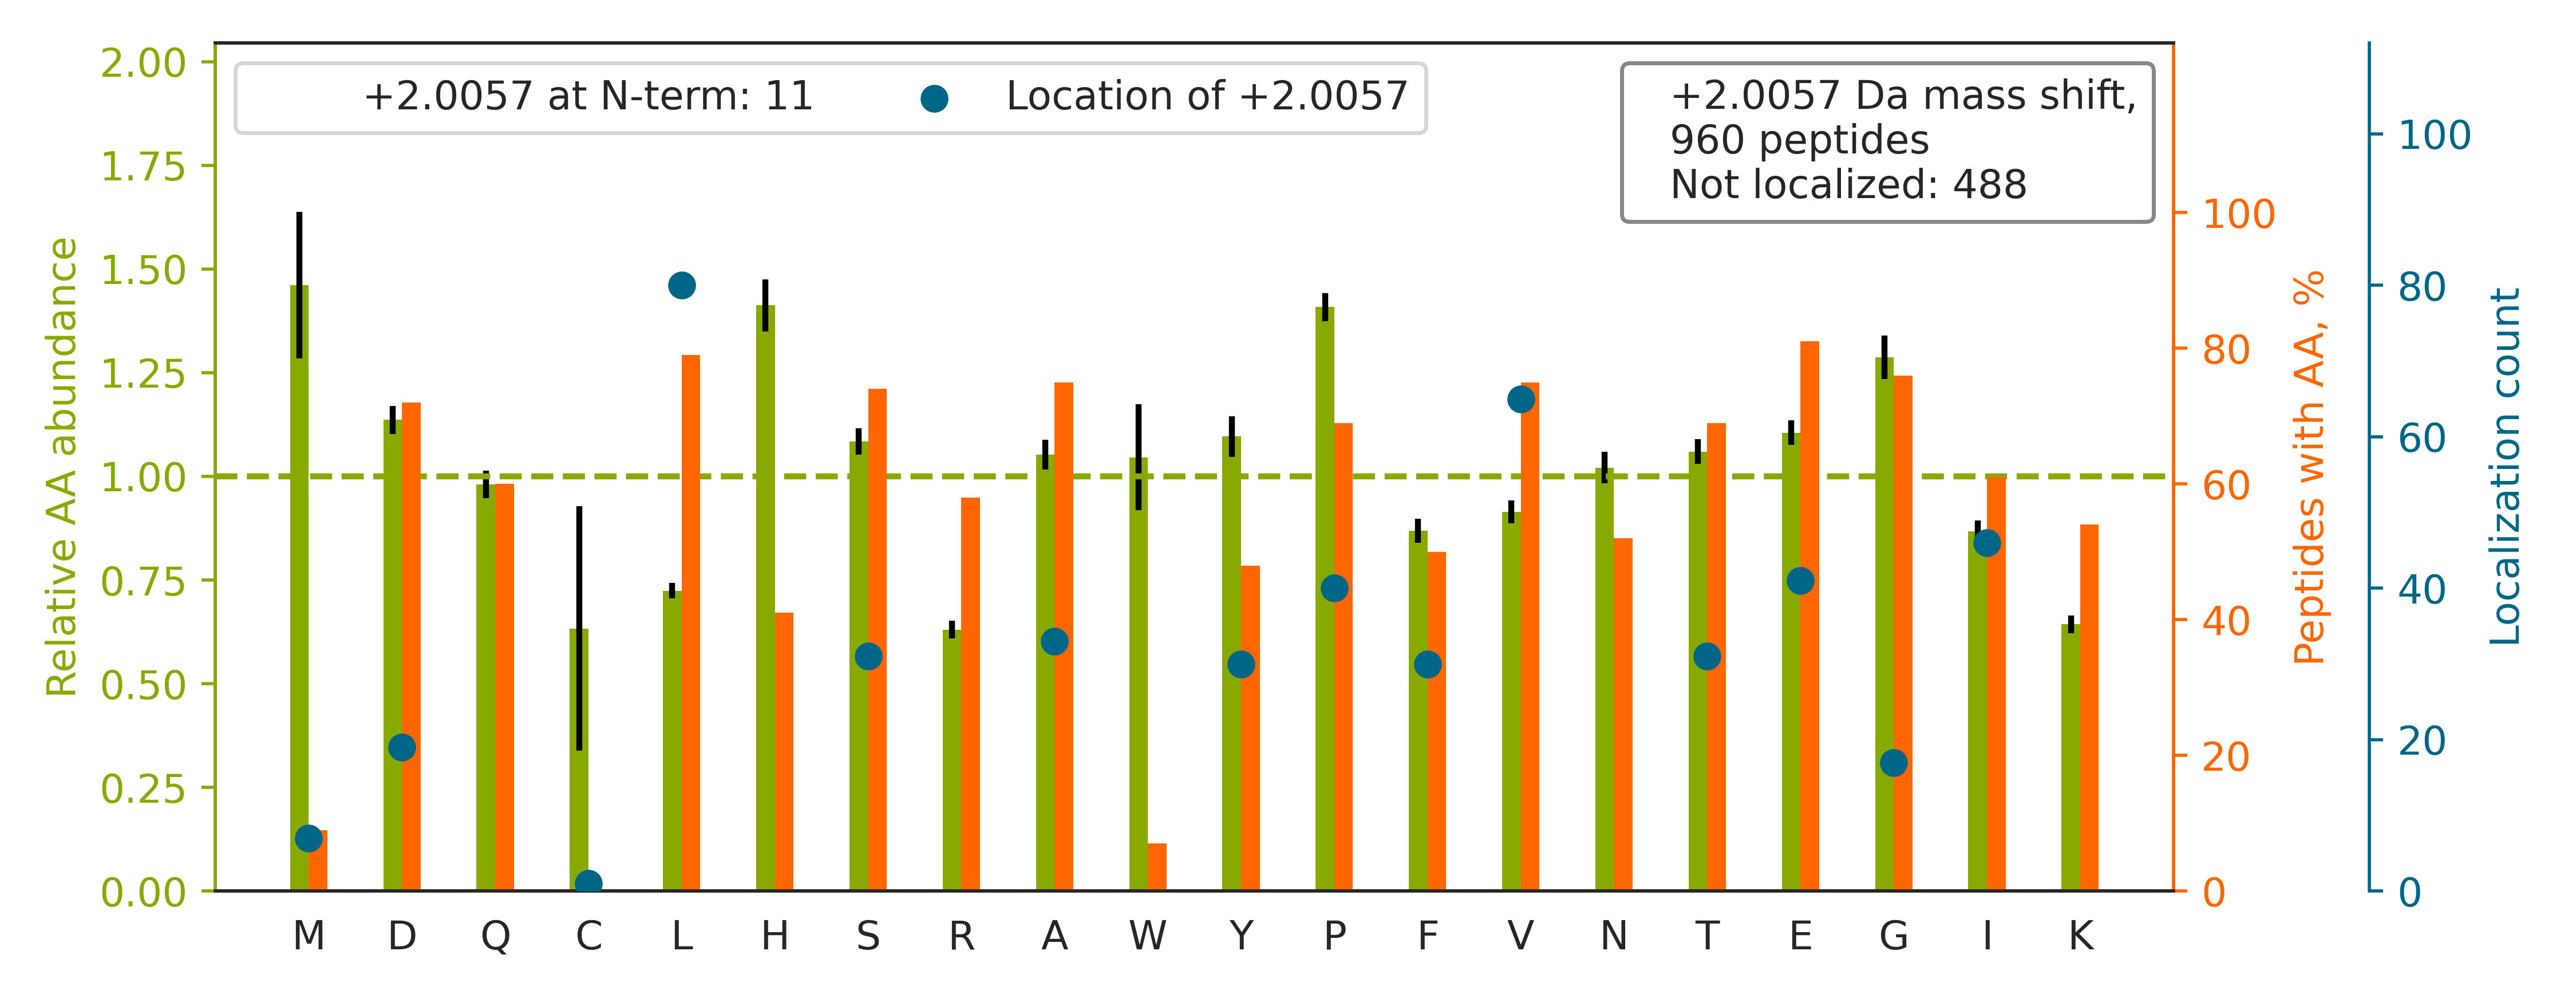 +2.0057 at N-term: 11
Location of +2.0057
+2.0057 Da mass shift,
960 peptides
Not localized: 488
Relative AA abundance
2.00
1.75
1.50
1.25
1.00
0.75
0.50
0.25
0.00
M D Q C L H S R A W Y P F V N T E G I K
100
80
60
40
20
0
Peptides with AA, %
100
80
60
40
20
0
Localization count